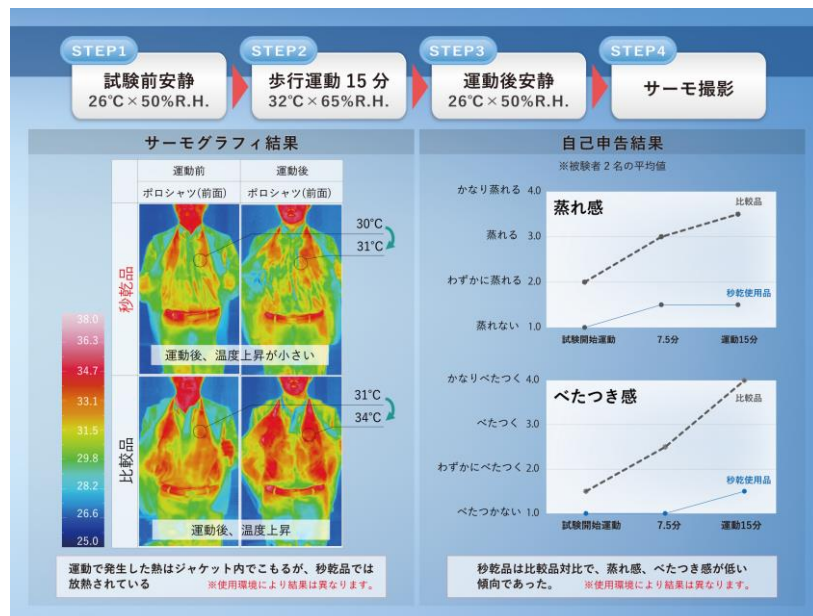 STEP1
試験前安静
26℃×50%R.H.
STEP2
歩行運動15分
32℃×65%R.H.
STEP3
運動後安静
26℃×50%R.H.
STEP4
サーモ撮影
サーモグラフィ結果
運動前
運動後
ポロシャツ(前面)
ポロシャツ(前面)
秒乾品
30℃
31℃
運動後、温度上昇が小さい
比較品
31℃
34℃
運動後、温度上昇
38.0
36.3
34.7
33.1
31.5
29.8
28.2
26.6
25.0
運動で発生した熱はジャケット内でこもるが、秒乾品では
放熱されている ※使用環境により結果は異なります。
自己申告結果
※被験者2名の平均値
蒸れ感
かなり蒸れる 4.0
蒸れる 3.0
わずかに蒸れる 2.0
蒸れない 1.0
比較品
秒乾使用品
試験開始運動 7.5分 運動15分
べたつき感
かなりべたつく 4.0
べたつく 3.0
わずかにべたつく 2.0
べたつかない 1.0
比較品
秒乾使用品
試験開始運動 7.5分 運動15分
秒乾品は比較品対比で、蒸れ感、べたつき感が低い
傾向であった。 ※使用環境により結果は異なります。